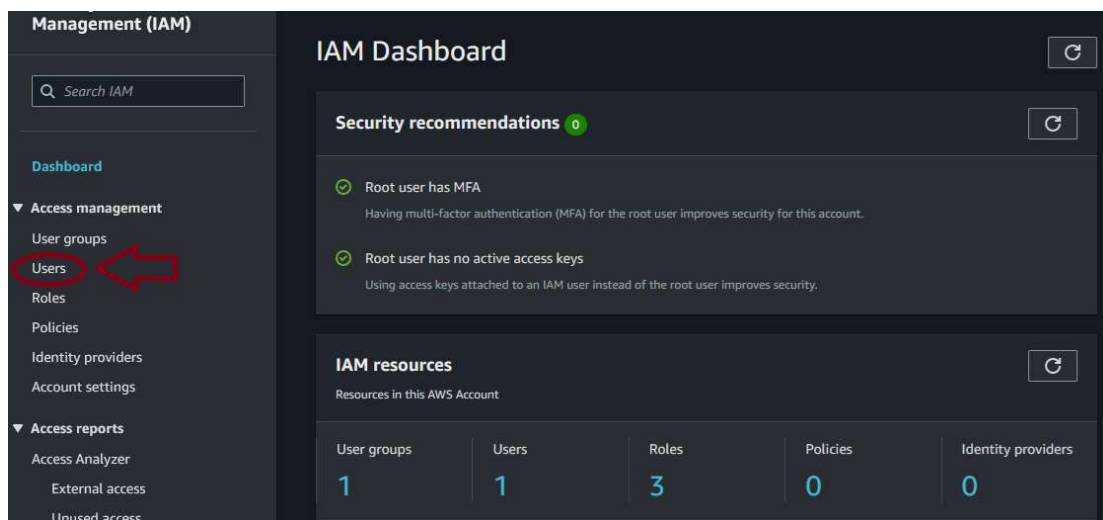 Management (IAM)
Search IAM
Dashboard
Access management
User groups
Users
Roles
Policies
Identity providers
Account settings
Access reports
Access Analyzer
External access
Unused access
IAM Dashboard
Security recommendations 0
Root user has MFA
Having multi-factor authentication (MFA) for the root user improves security for this account.
Root user has no active access keys
Using access keys attached to an IAM user instead of the root user improves security.
IAM resources
Resources in this AWS Account
User groups Users Roles Policies Identity providers
1 1 3 0 0